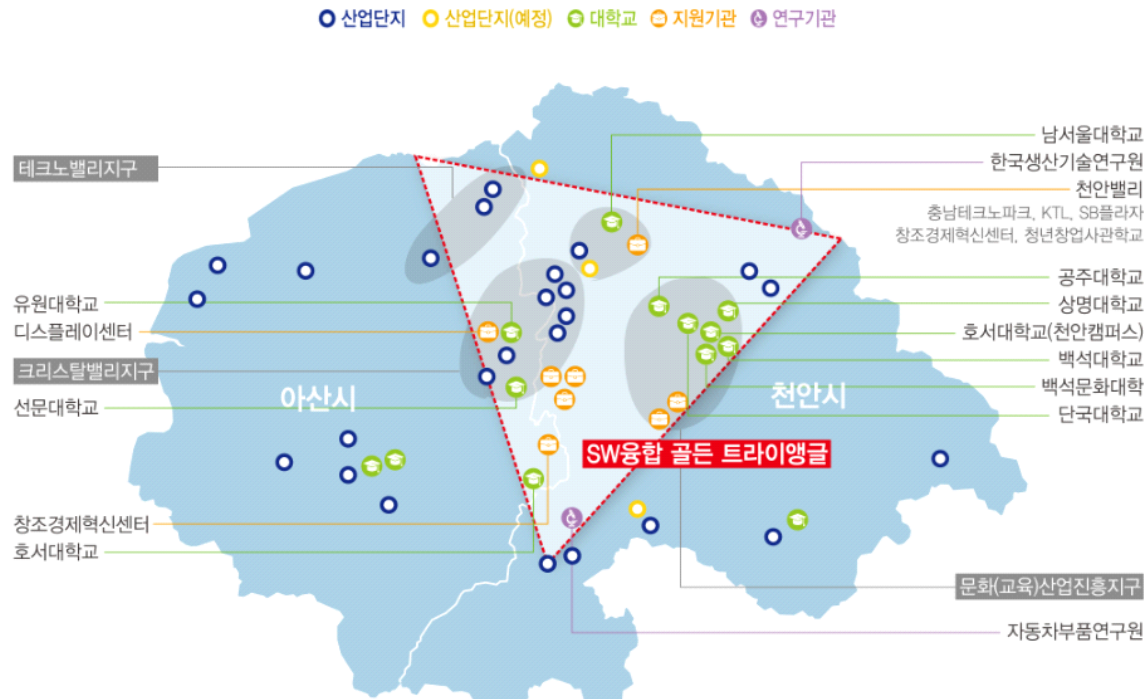 산업단지 산업단지(예정) 대학교 지원기관 연구기관
남서울대학교
한국생산기술연구원
천안밸리
충남테크노파크, KTL, SB플라자
창조경제혁신센터, 청년창업사관학교
테크노밸리지구
공주대학교
상명대학교
호서대학교(천안캠퍼스)
백석대학교
백석문화대학
단국대학교
유원대학교
디스플레이센터
크리스탈밸리지구
선문대학교
아산시
천안시
SW융합 골든 트라이앵글
창조경제혁신센터
호서대학교
문화(교육)산업진흥지구
자동차부품연구원